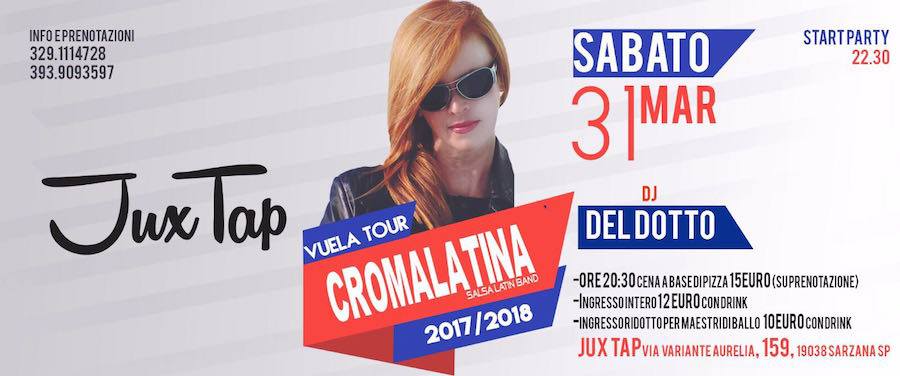 INFO E PRENOTAZIONI
329.1114728
393.9093597
Jux Tap
VUELA TOUR
CROMALATINA
SALSA LATIN BAND
2017/2018
SABATO
31 MAR
START PARTY
22.30
DJ
DEL DOTTO
-ORE 20:30 CENA A BASE DI PIZZA 15EURO (SU PRENOTAZIONE)
-INGRESSO INTERO 12 EURO CON DRINK
-INGRESSO RIDOTTO PER MAESTRI DI BALLO 10EURO CON DRINK
JUX TAP VIA VARIANTE AURELIA, 159, 19038 SARZANA SP